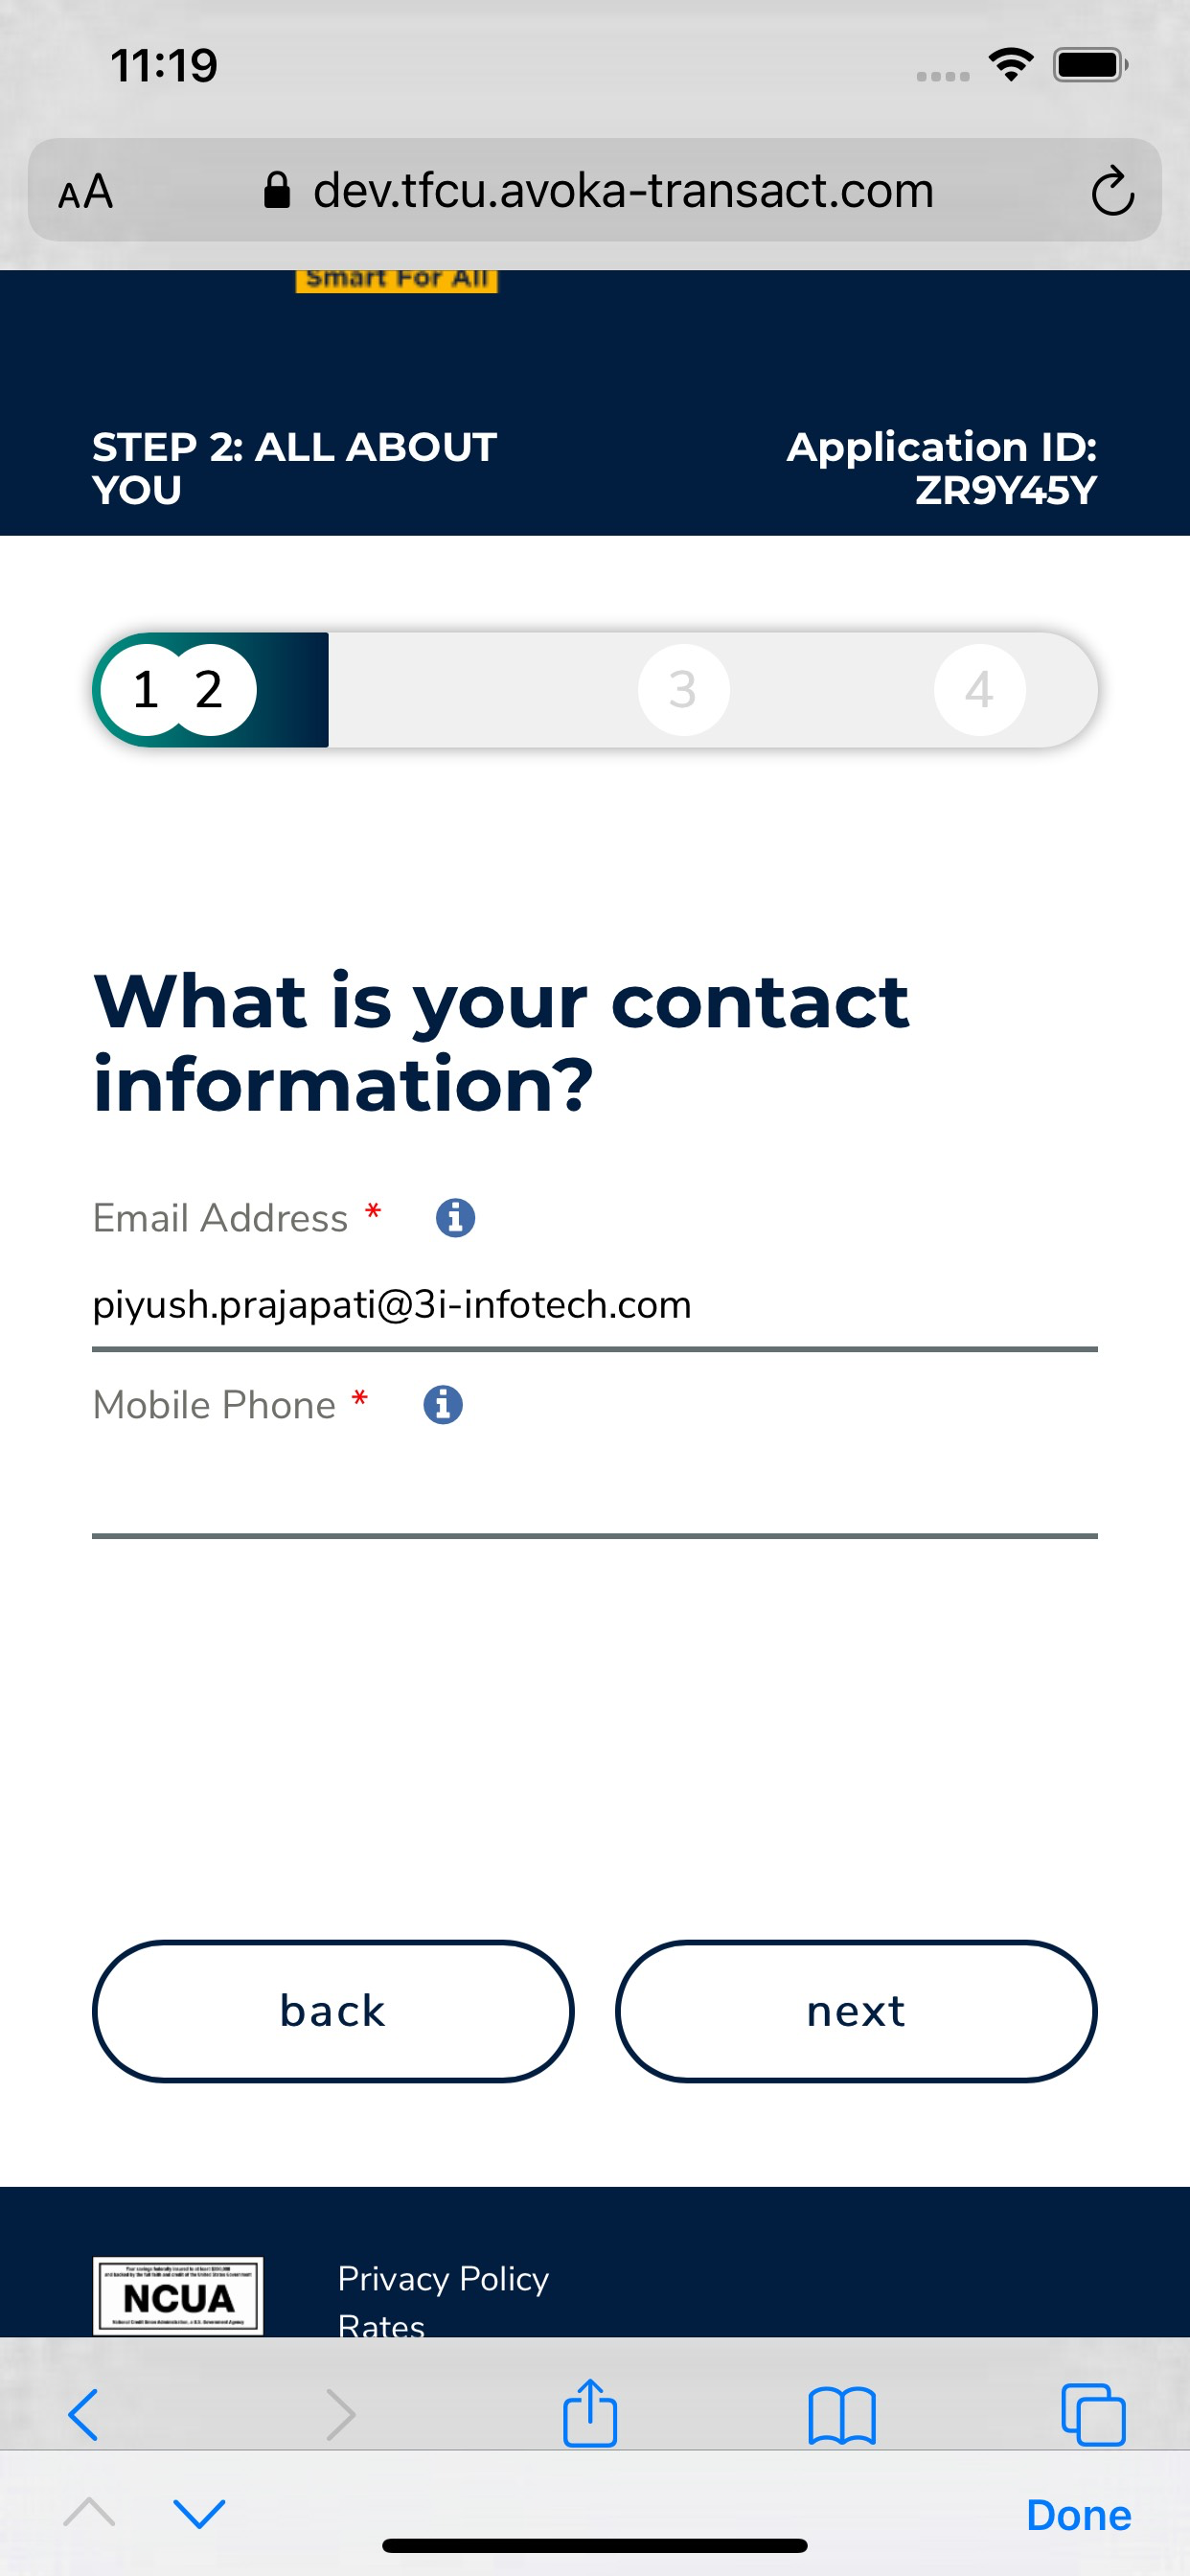 11:19
AA dev.tfcu.avoka-transact.com
Smart For All
STEP 2: ALL ABOUT
YOU
Application ID:
ZR9Y45Y
1 2 3 4
What is your contact
information?
Email Address *
piyush.prajapati@3i-infotech.com
Mobile Phone *
back next
NCUA
Privacy Policy
Rates
Done